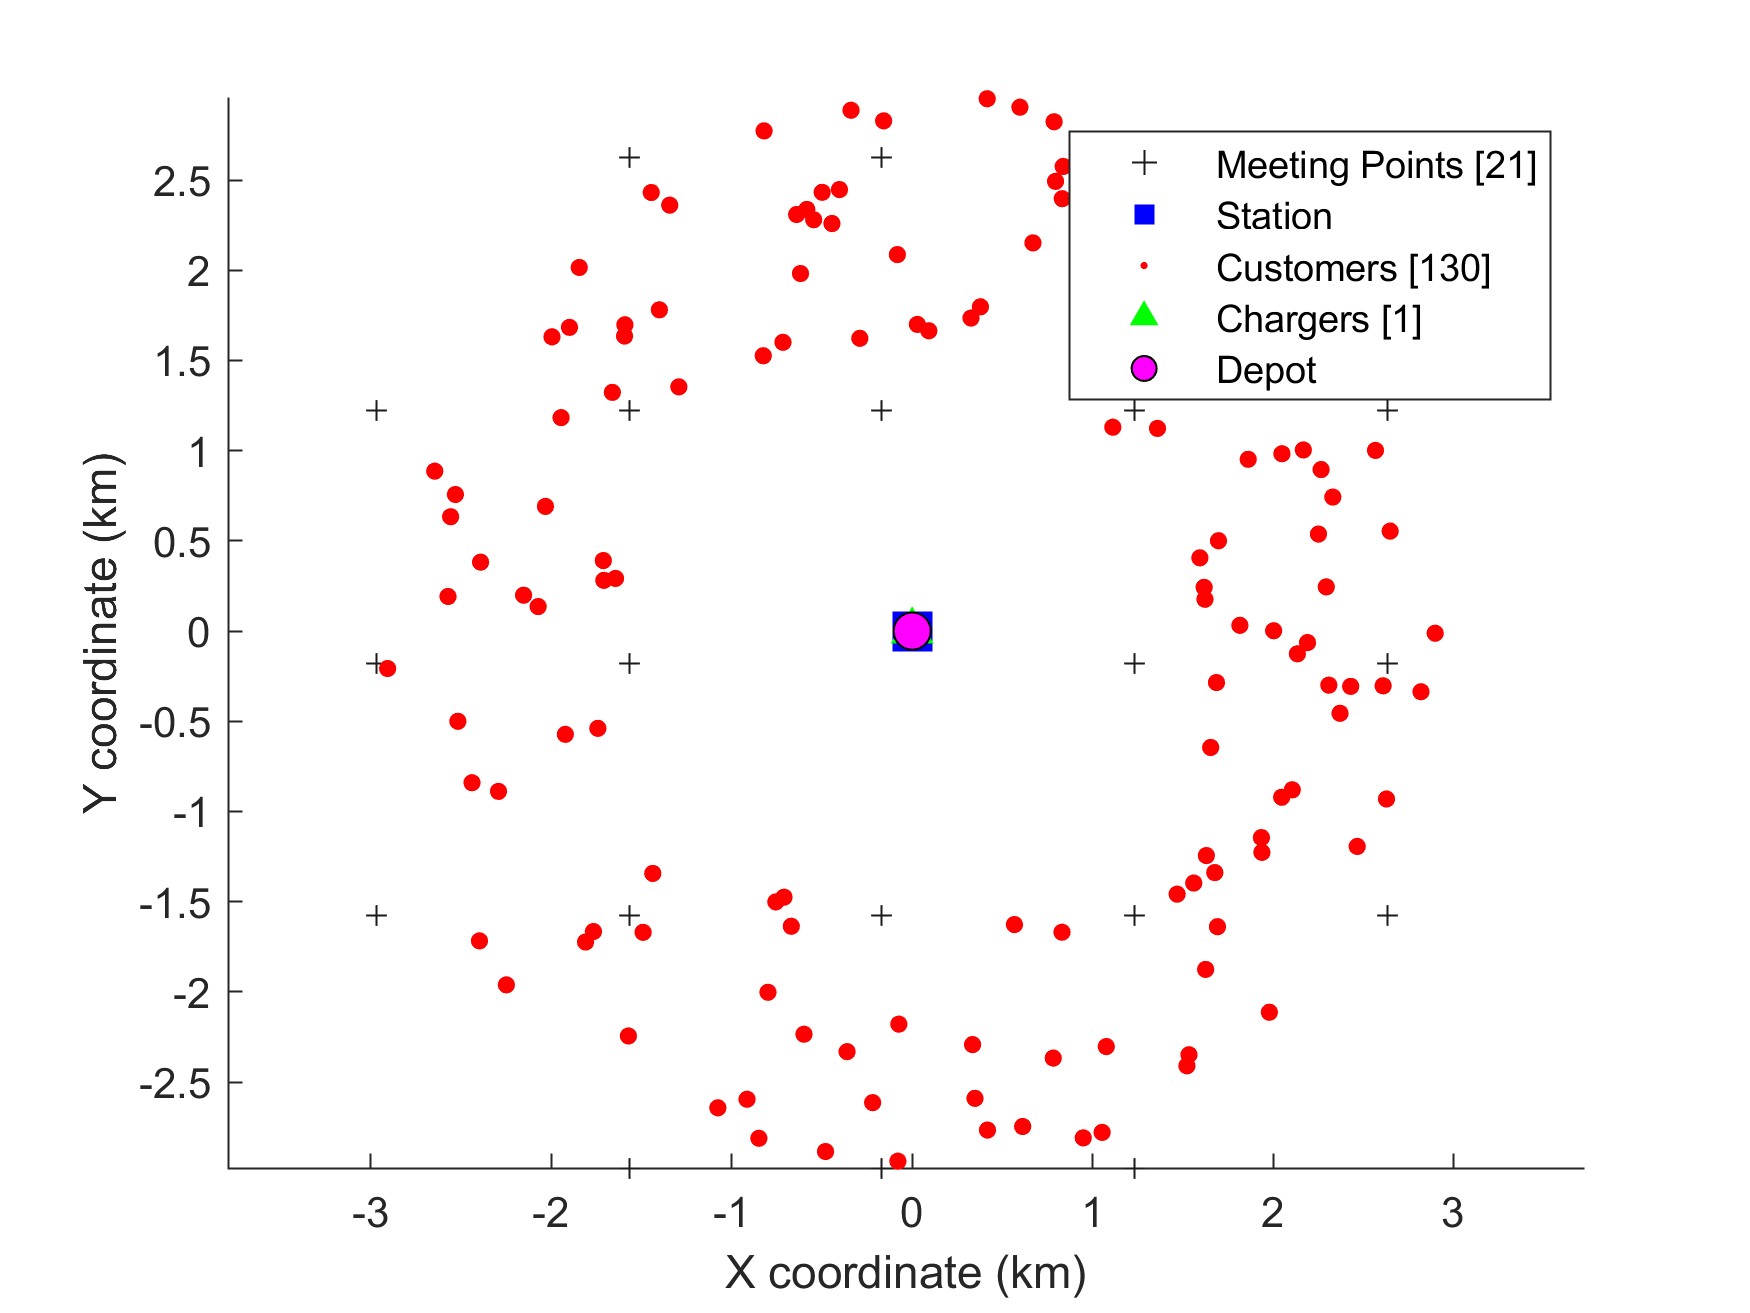 Meeting Points [21]
Station
Customers [130]
Chargers [1]
Depot
2.5
2
1.5
1
0.5
0
-0.5
-1
-1.5
-2
-2.5
Y coordinate (km)
-3 -2 -1 0 1 2 3
X coordinate (km)